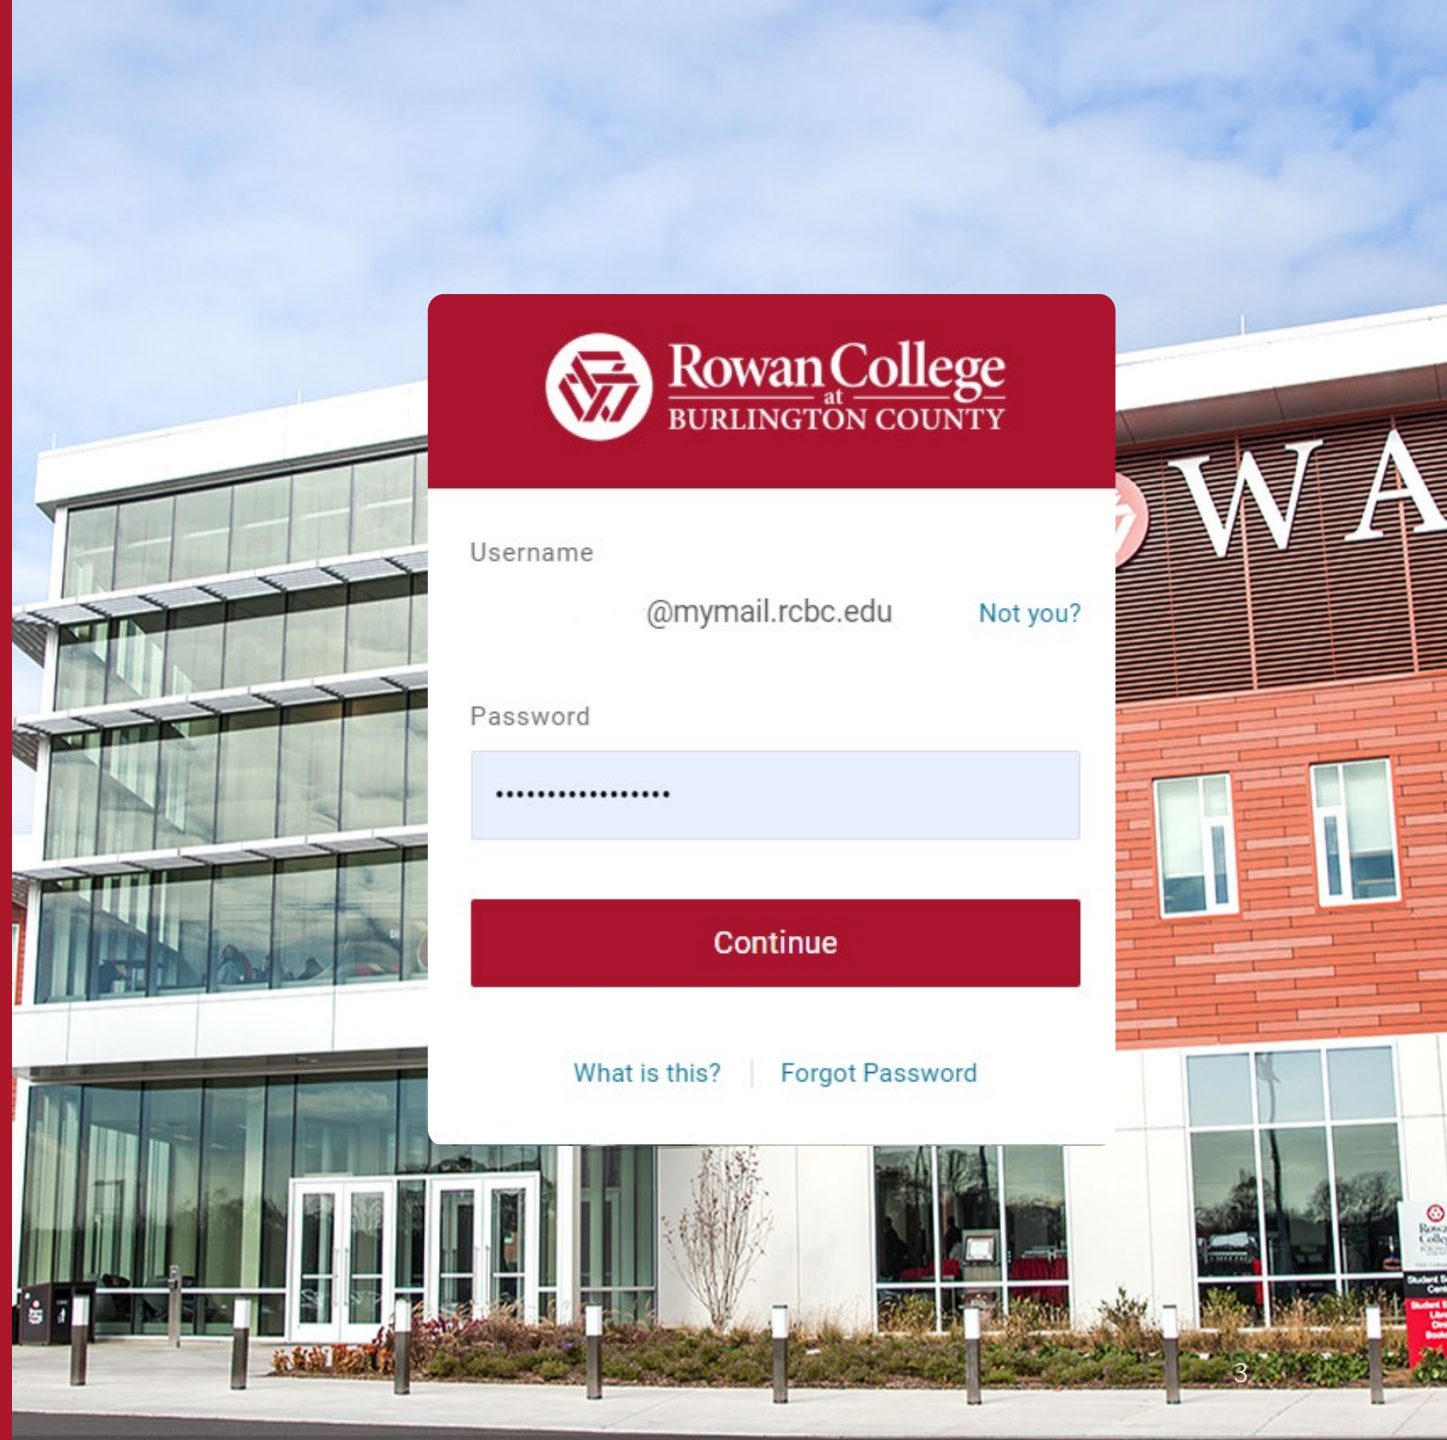 Rowan College
at
BURLINGTON COUNTY
WA
Username
@mymail.rcbc.edu
Not you?
Password
•••••••••••••••••
Continue
What is this?
Forgot Password
3